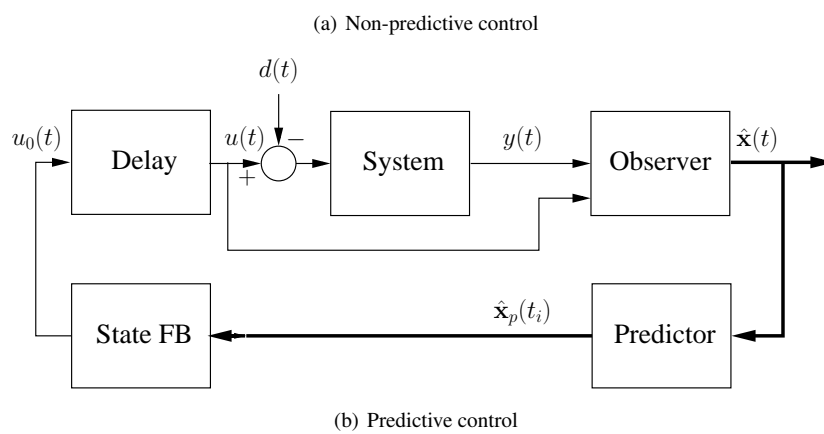 (a) Non-predictive control
d(t)
u₀(t)
Delay
u(t)
+
−
System
y(t)
Observer
x̂(t)
State FB
x̂ₚ(tᵢ)
Predictor
(b) Predictive control